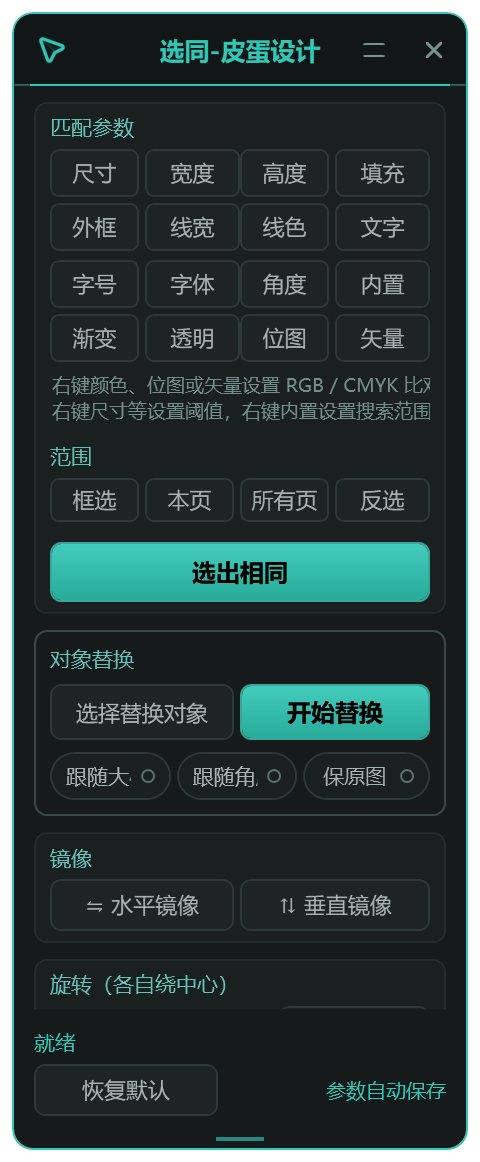 选同-皮蛋设计
匹配参数
尺寸 宽度 高度 填充
外框 线宽 线色 文字
字号 字体 角度 内置
渐变 透明 位图 矢量
右键颜色、位图或矢量设置 RGB / CMYK 比对
右键尺寸等设置阈值，右键内置设置搜索范围
范围
框选 本页 所有页 反选
选出相同
对象替换
选择替换对象 开始替换
跟随大 跟随角 保原图
镜像
⇋ 水平镜像 ⇅ 垂直镜像
旋转（各自绕中心）
就绪
恢复默认 参数自动保存